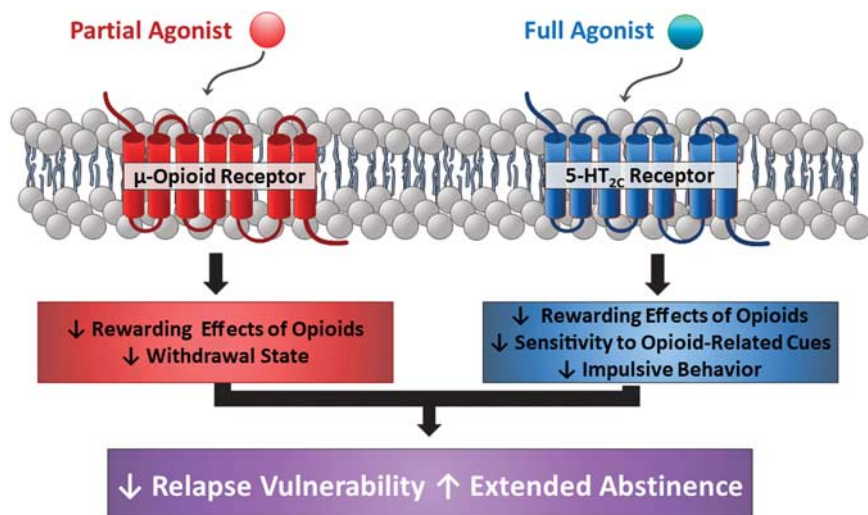 Partial Agonist
Full Agonist
μ-Opioid Receptor
5-HT2C Receptor
↓ Rewarding Effects of Opioids
↓ Withdrawal State
↓ Rewarding Effects of Opioids
↓ Sensitivity to Opioid-Related Cues
↓ Impulsive Behavior
↓ Relapse Vulnerability ↑ Extended Abstinence